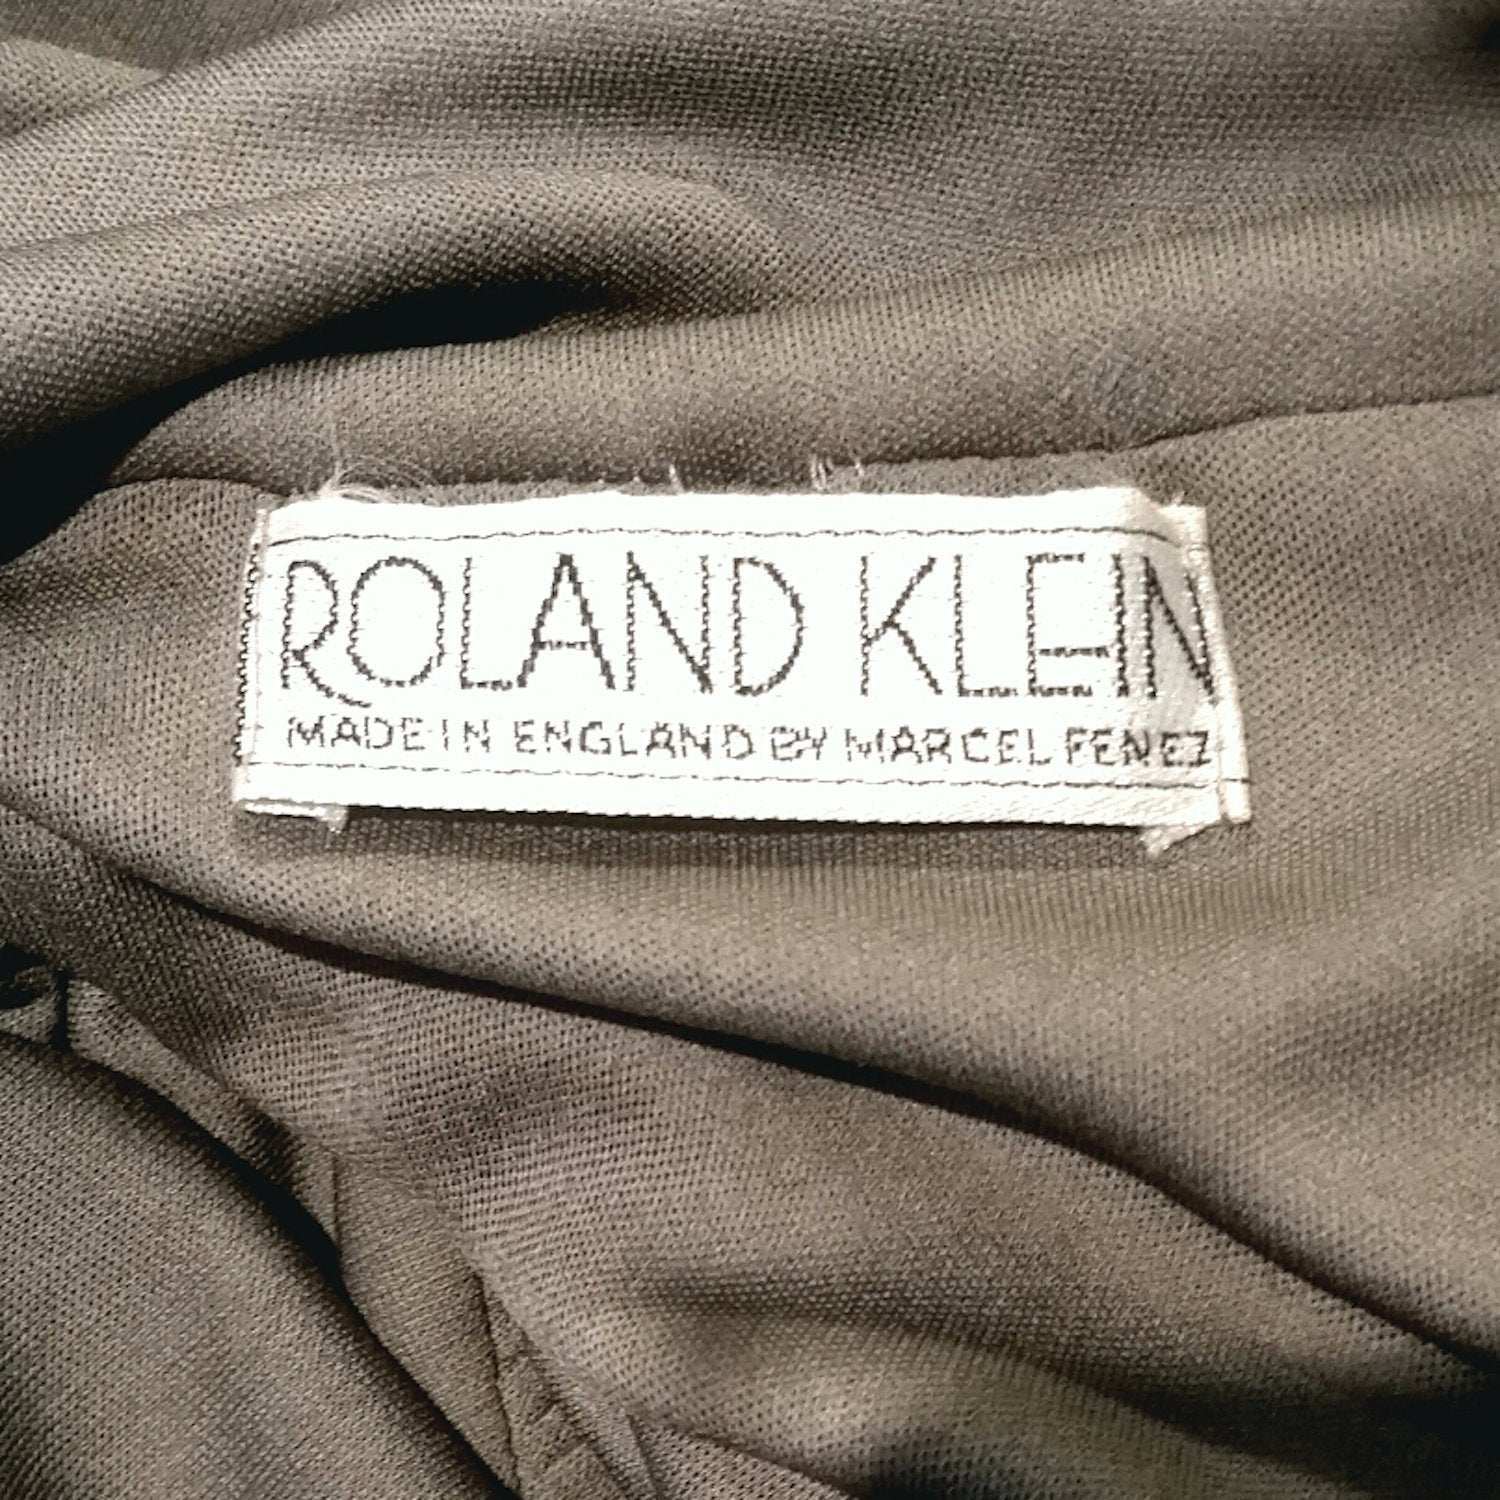 ROLAND KLEIN
MADE IN ENGLAND BY MARCEL FENEZ